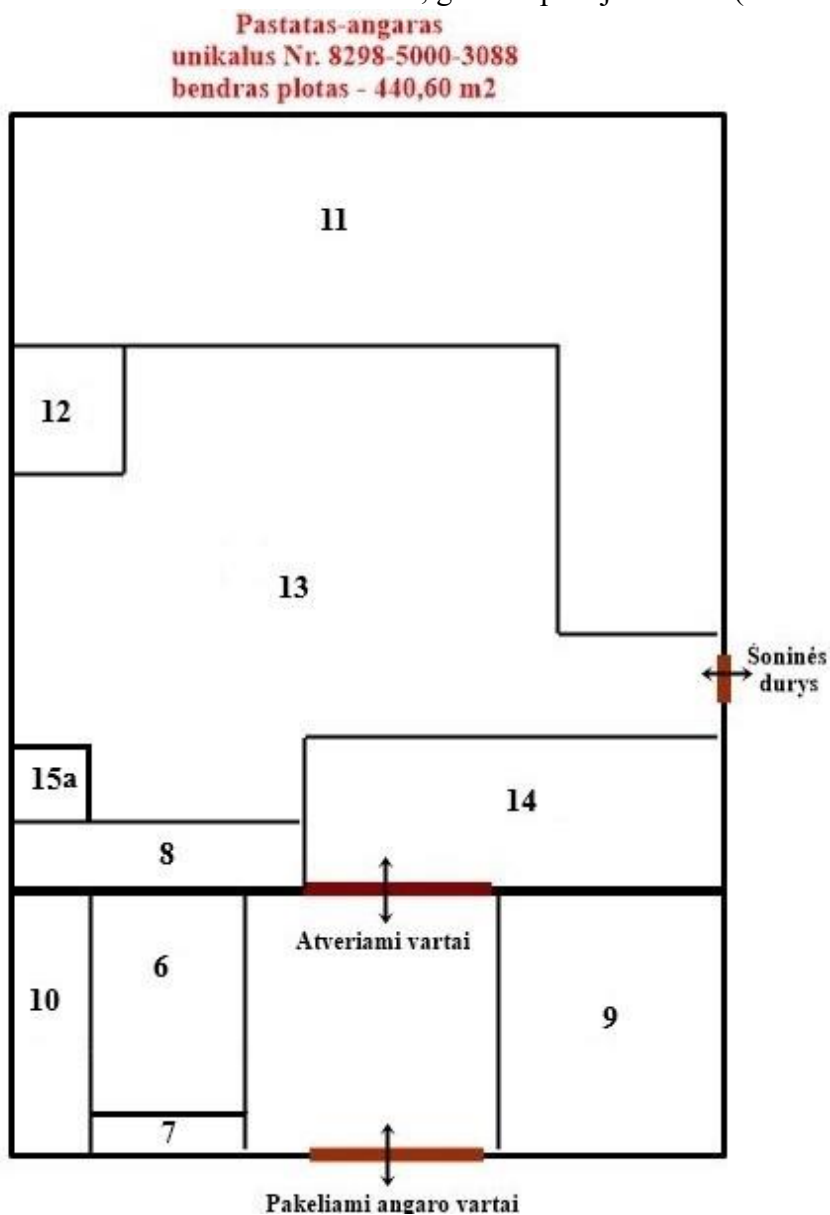 Pastatas-angaras
unikalus Nr. 8298-5000-3088
bendras plotas - 440,60 m2
11
12
13
Šoninės
durys
15a
14
8
Atveriami vartai
6
10
9
7
Pakeliami angaro vartai